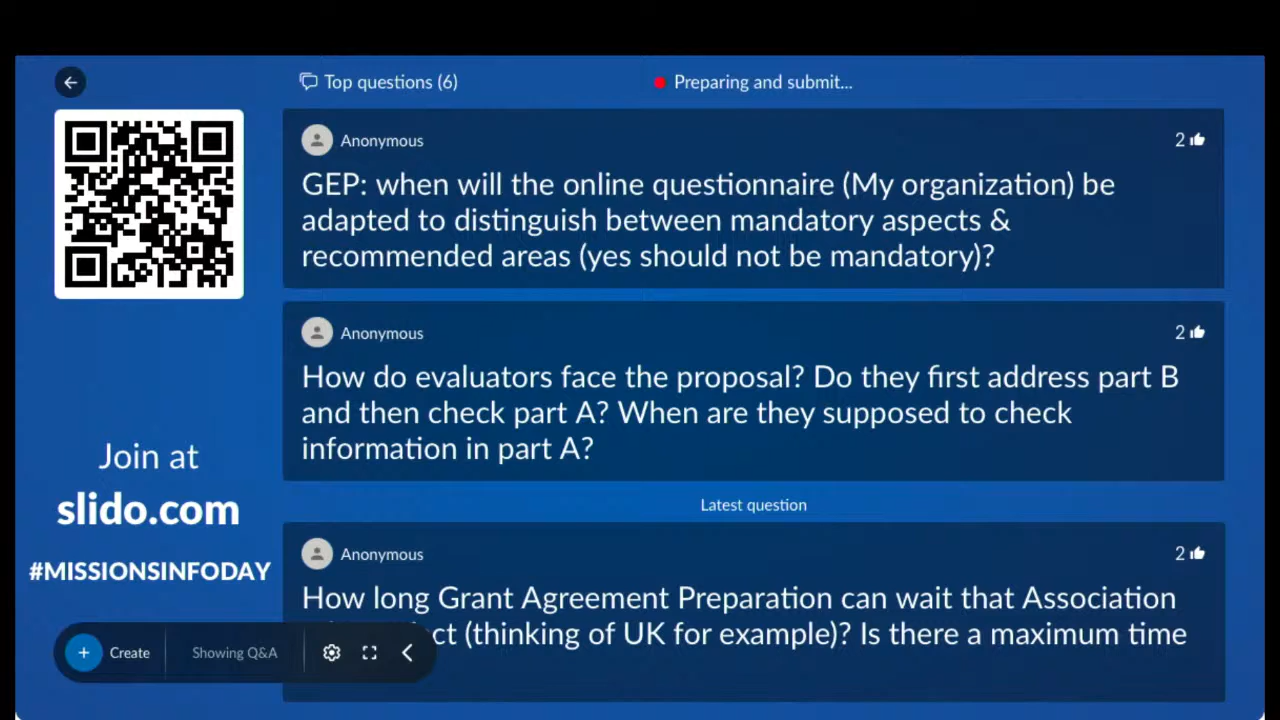 Top questions (6)
Preparing and submit...
Anonymous
2
GEP: when will the online questionnaire (My organization) be
adapted to distinguish between mandatory aspects &
recommended areas (yes should not be mandatory)?
Anonymous
2
How do evaluators face the proposal? Do they first address part B
and then check part A? When are they supposed to check
information in part A?
Latest question
Anonymous
2
How long Grant Agreement Preparation can wait that Association
(thinking of UK for example)? Is there a maximum time
Join at
slido.com
#MISSIONSINFODAY
Create
Showing Q&A